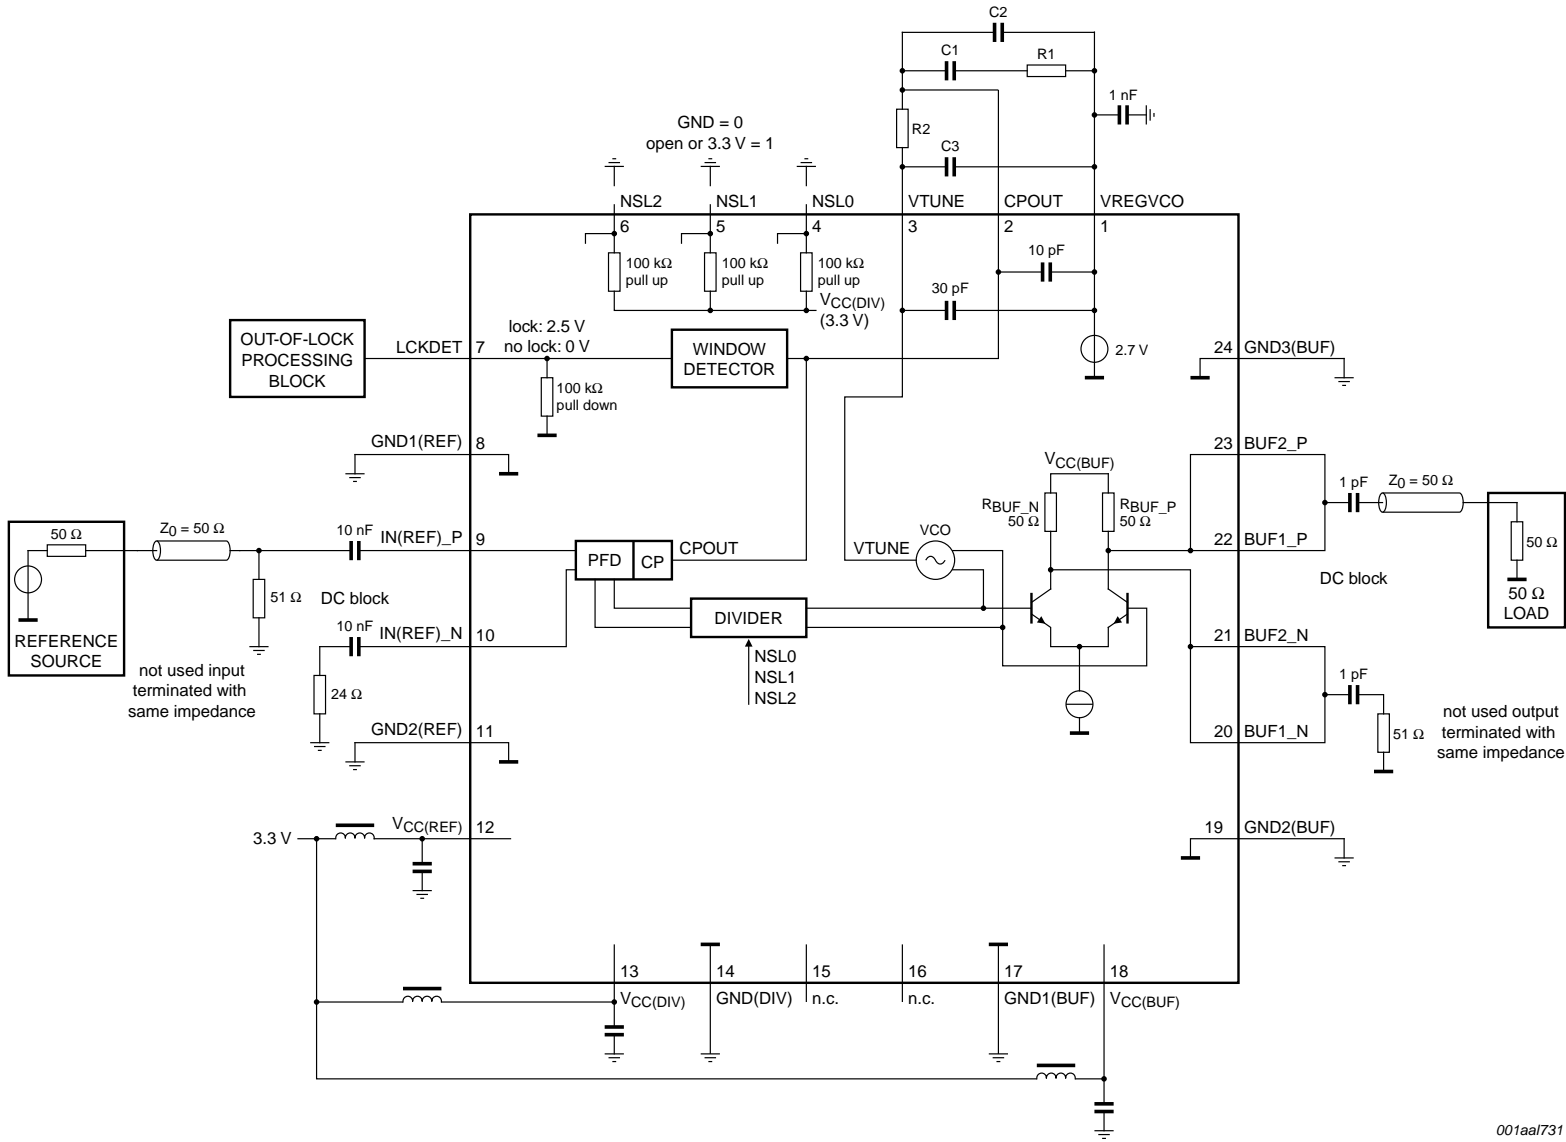 C2
C1
R1
1 nF
R2
C3
GND = 0
open or 3.3 V = 1
NSL2
NSL1
NSL0
VTUNE
CPOUT
VREGVCO
6
5
4
3
2
1
100 kΩ
pull up
100 kΩ
pull up
100 kΩ
pull up
VCC(DIV)
(3.3 V)
10 pF
30 pF
2.7 V
OUT-OF-LOCK
PROCESSING
BLOCK
LCKDET
7
lock: 2.5 V
no lock: 0 V
100 kΩ
pull down
WINDOW
DETECTOR
24
GND3(BUF)
GND1(REF)
8
23
BUF2_P
VCC(BUF)
RBUF_N
50 Ω
RBUF_P
50 Ω
1 pF
Z0 = 50 Ω
50 Ω
50 Ω
LOAD
DC block
22
BUF1_P
50 Ω
Z0 = 50 Ω
10 nF
IN(REF)_P
9
PFD
CP
CPOUT
VTUNE
VCO
REFERENCE
SOURCE
51 Ω
DC block
10 nF
IN(REF)_N
10
DIVIDER
NSL0
NSL1
NSL2
21
BUF2_N
not used input
terminated with
same impedance
24 Ω
1 pF
51 Ω
not used output
terminated with
same impedance
GND2(REF)
11
20
BUF1_N
3.3 V
VCC(REF)
12
19
GND2(BUF)
13
14
15
16
17
18
VCC(DIV)
GND(DIV)
n.c.
n.c.
GND1(BUF)
VCC(BUF)
001aal731